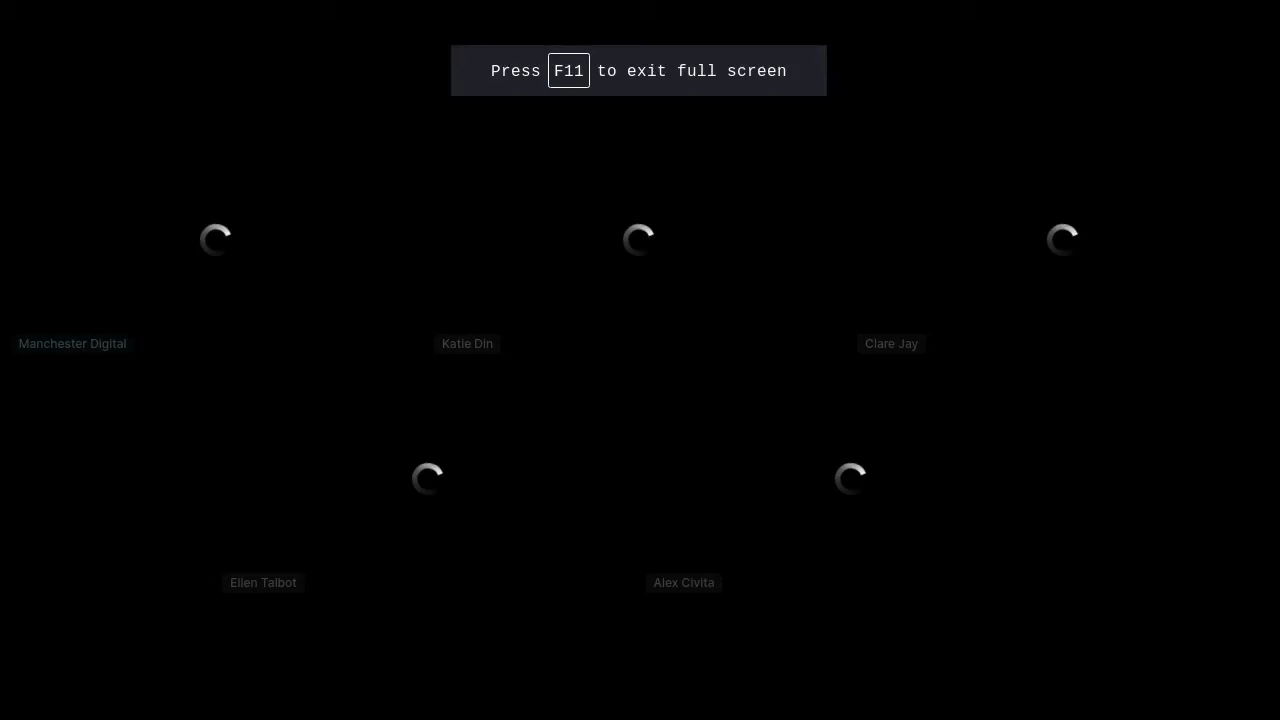 Press F11 to exit full screen
Manchester Digital
Katie Din
Clare Jay
Ellen Talbot
Alex Civita